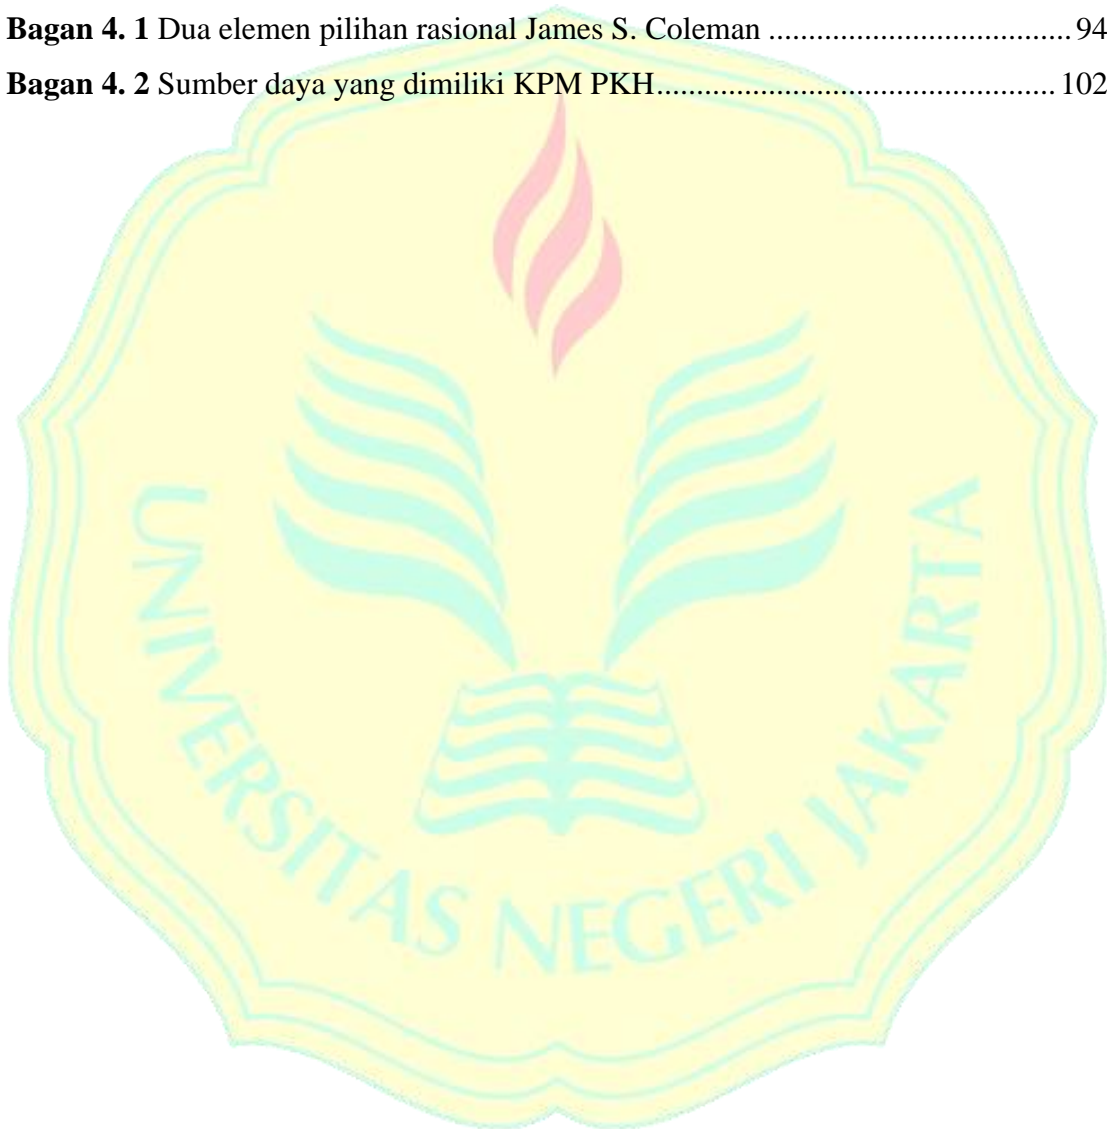 Bagan 4. 1 Dua elemen pilihan rasional James S. Coleman ..................................... 94
Bagan 4. 2 Sumber daya yang dimiliki KPM PKH............................................... 102
UNIVERSITAS NEGERI JAKARTA